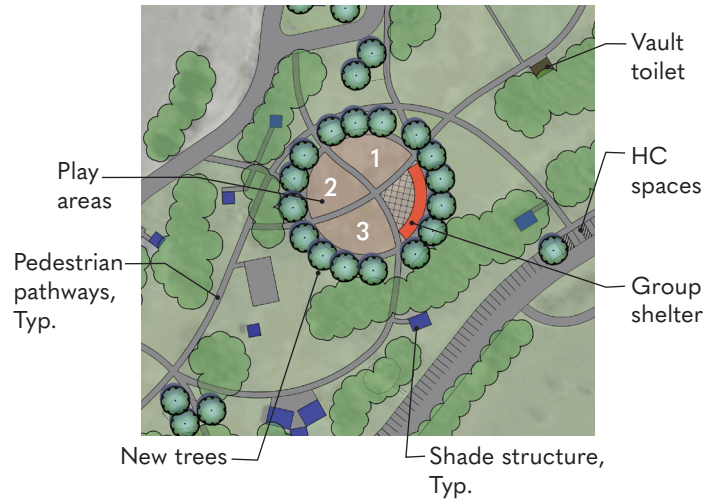 Vault
toilet
HC
spaces
Group
shelter
Play
areas
1
2
3
Pedestrian
pathways,
Typ.
New trees
Shade structure,
Typ.